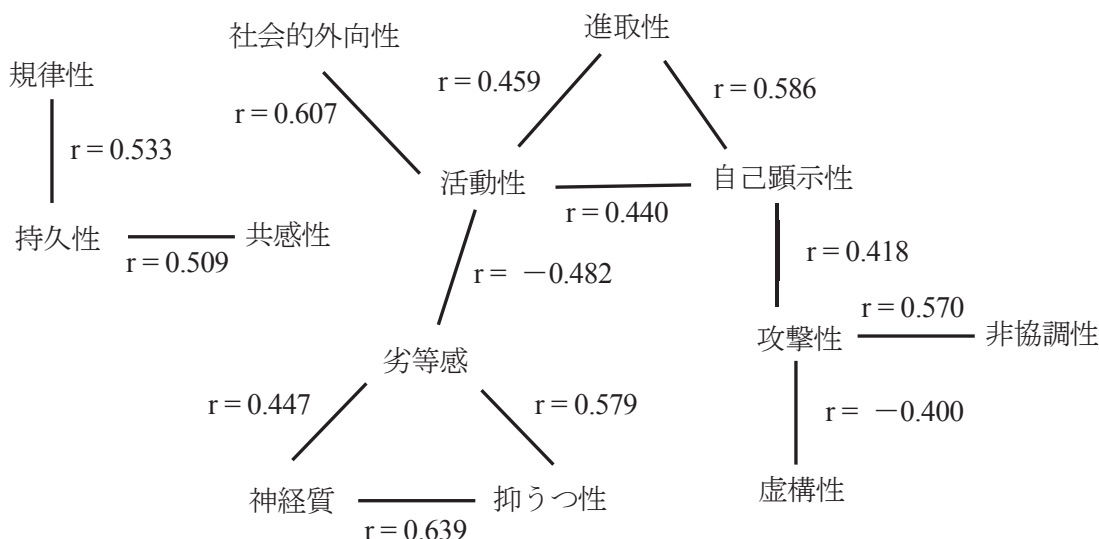 進取性
社会的外向性
規律性
r = 0.459
r = 0.586
r = 0.607
r = 0.533
活動性
自己顕示性
r = 0.440
持久性
共感性
r = 0.509
r = 0.418
r = －0.482
r = 0.570
攻撃性
非協調性
劣等感
r = 0.447
r = 0.579
r = －0.400
神経質
抑うつ性
虚構性
r = 0.639